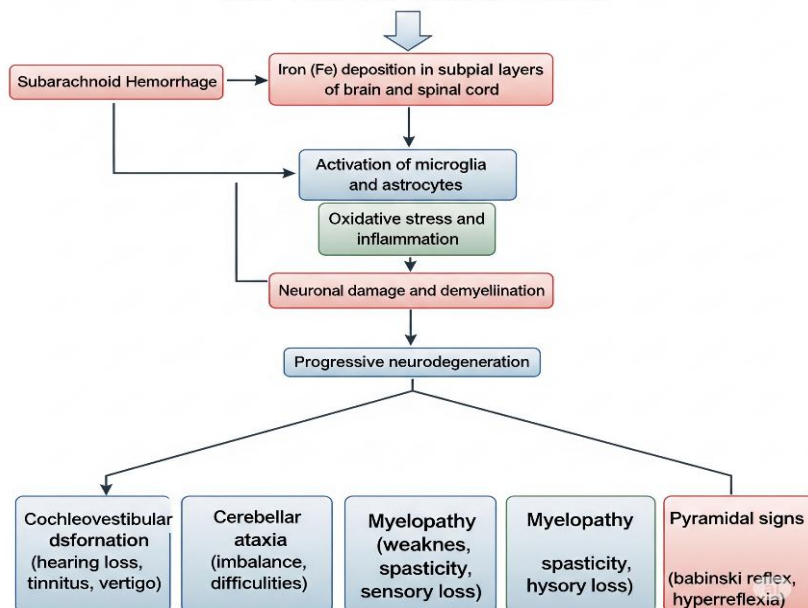 Subarachnoid Hemorrhage
Iron (Fe) deposition in subpial layers
of brain and spinal cord
Activation of microglia
and astrocytes
Oxidative stress and
inflaımmation
Neuronal damage and demyeliination
Progressive neurodegeneration
Cochleovestibular
dsfornation
(hearing loss,
tinnitus, vertigo)
Cerebellar
ataxia
(imbalance,
difficulities)
Myelopathy
(weaknes,
spasticity,
sensory loss)
Myelopathy
spasticity,
hysory loss)
Pyramidal signs
(babinski reflex,
hyperreflexia)